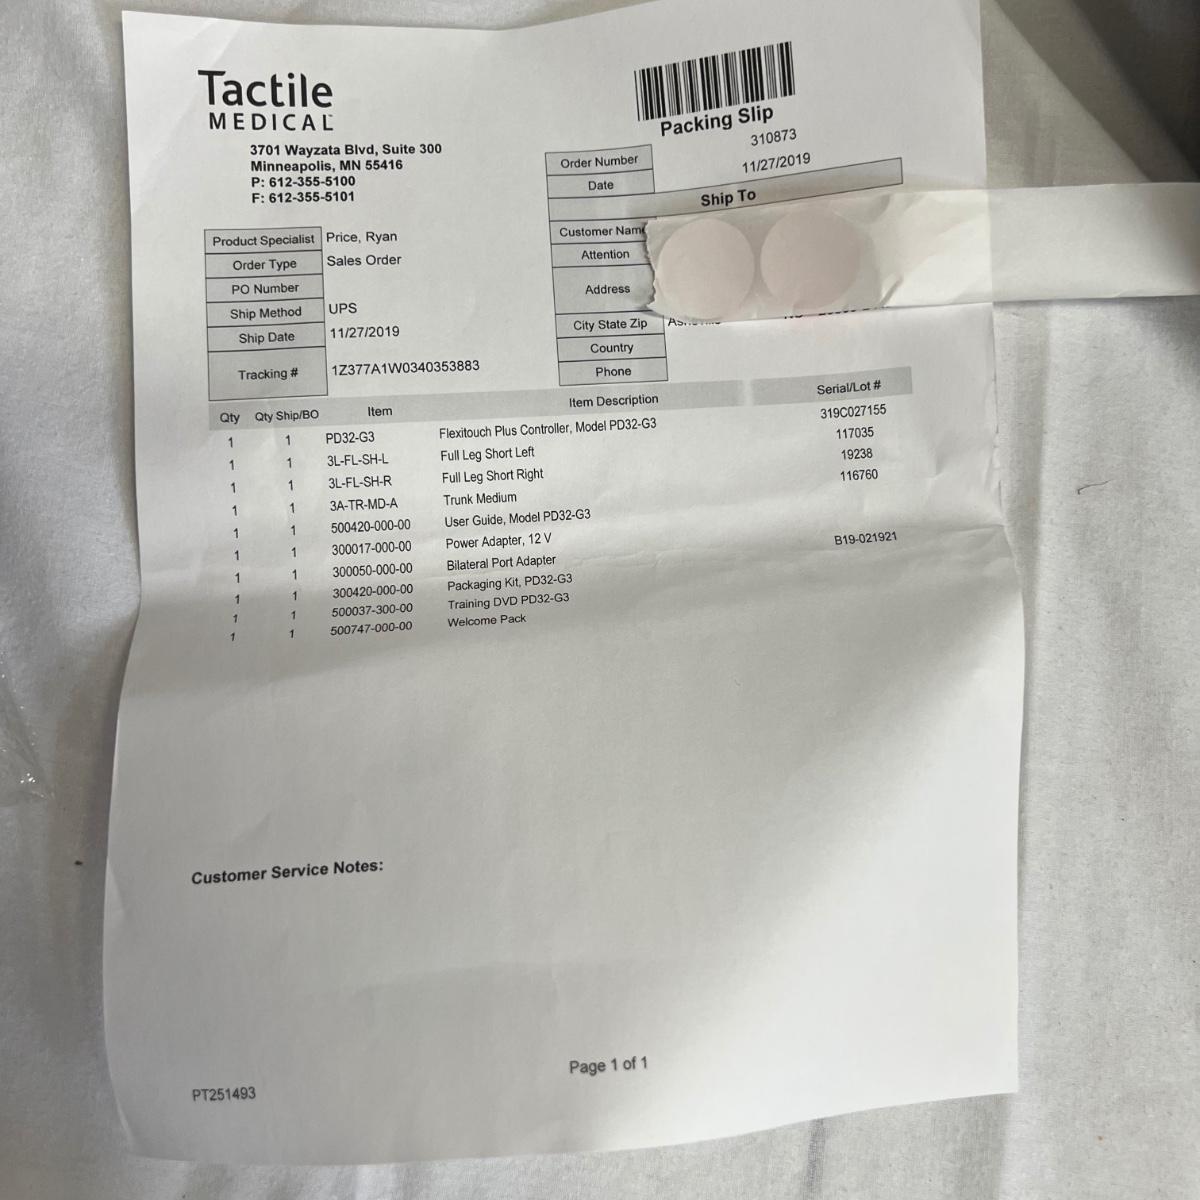 Tactile
MEDICAL
3701 Wayzata Blvd, Suite 300
Minneapolis, MN 55416
P: 612-355-5100
F: 612-355-5101
Packing Slip
Order Number 310873
Date 11/27/2019
Ship To
Customer Name
Attention
Address
City State Zip
Country
Phone
Product Specialist Price, Ryan
Order Type Sales Order
PO Number
Ship Method UPS
Ship Date 11/27/2019
Tracking # 1Z377A1W0340353883
Qty Qty Ship/BO Item Item Description Serial/Lot #
1 1 PD32-G3 Flexitouch Plus Controller, Model PD32-G3 319C027155
1 1 3L-FL-SH-L Full Leg Short Left 117035
1 1 3L-FL-SH-R Full Leg Short Right 19238
1 1 3A-TR-MD-A Trunk Medium 116760
1 1 500420-000-00 User Guide, Model PD32-G3
1 1 300017-000-00 Power Adapter, 12 V B19-021921
1 1 300050-000-00 Bilateral Port Adapter
1 1 300420-000-00 Packaging Kit, PD32-G3
1 1 500037-300-00 Training DVD PD32-G3
1 1 500747-000-00 Welcome Pack
Customer Service Notes:
Page 1 of 1
PT251493